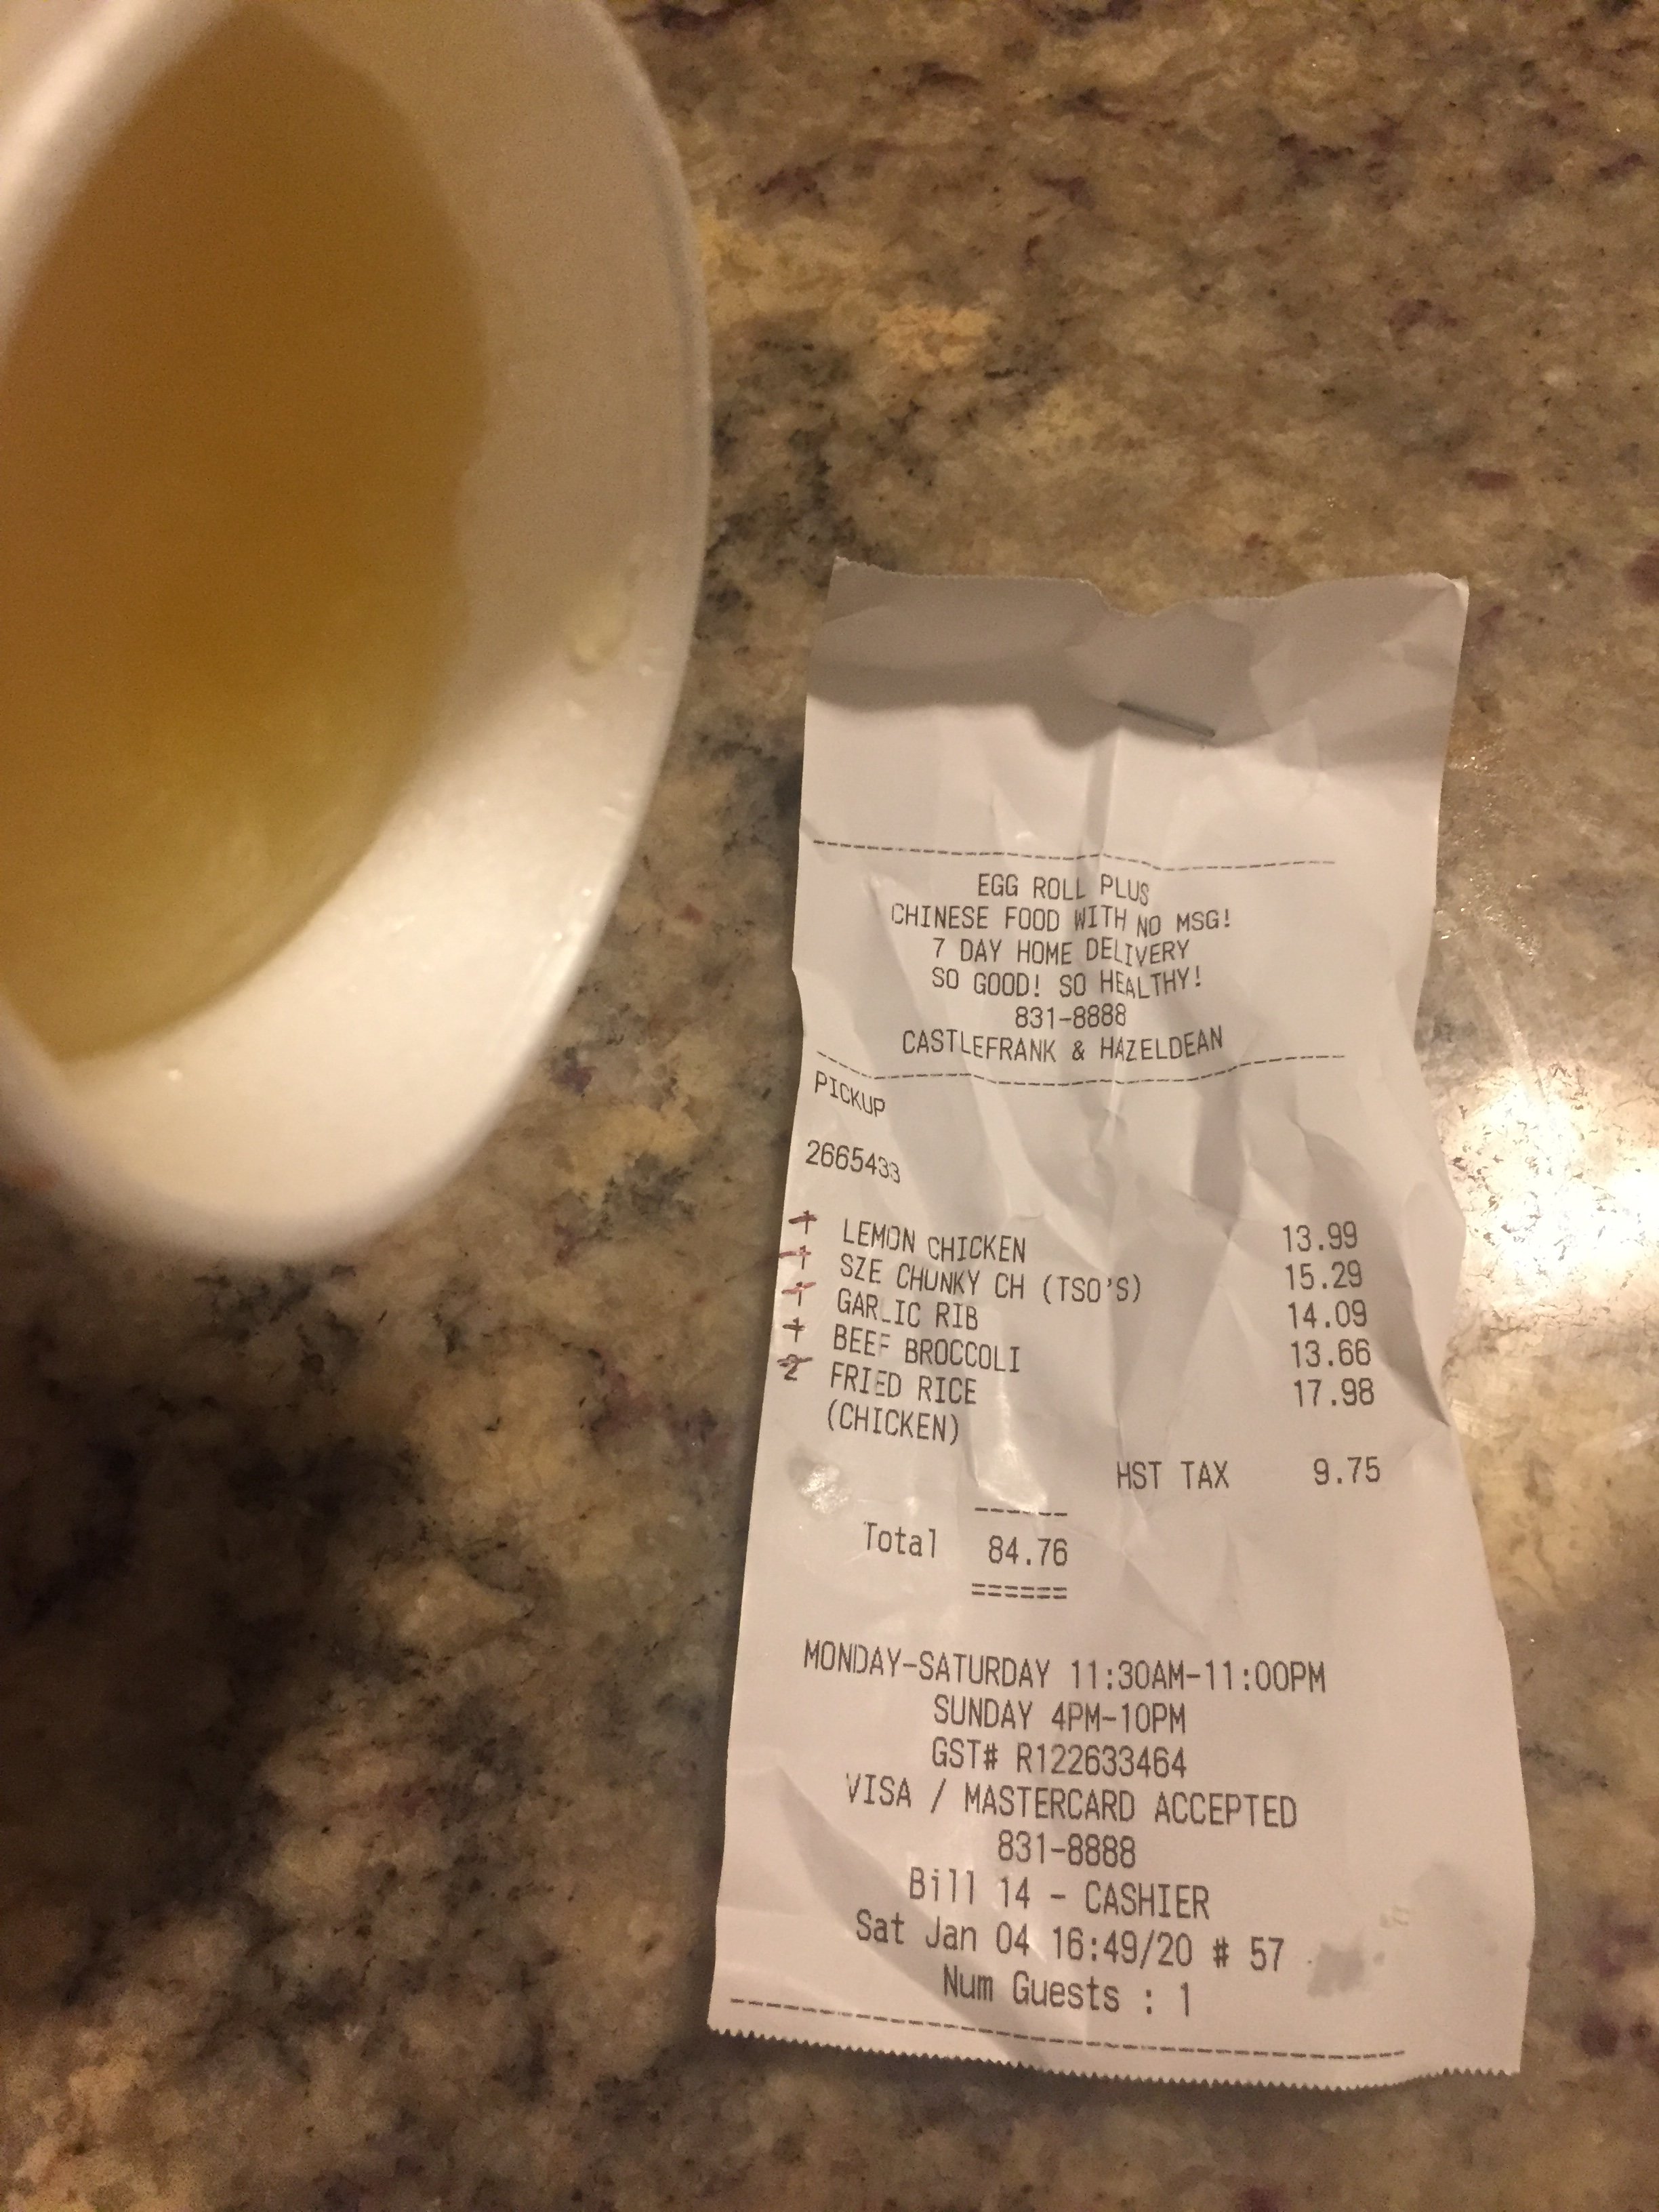 EGG ROLL PLUS
CHINESE FOOD WITH NO MSG!
7 DAY HOME DELIVERY
SO GOOD! SO HEALTHY!
831-8888
CASTLEFRANK & HAZELDEAN
PICKUP
2665433
1 LEMON CHICKEN 13.99
1 SZE CHUNKY CH (TSO'S) 15.29
1 GARLIC RIB 14.09
1 BEEF BROCCOLI 13.66
2 FRIED RICE 17.98
(CHICKEN)
HST TAX 9.75
------
Total 84.76
======
MONDAY-SATURDAY 11:30AM-11:00PM
SUNDAY 4PM-10PM
GST# R122633464
VISA / MASTERCARD ACCEPTED
831-8888
Bill 14 - CASHIER
Sat Jan 04 16:49/20 # 57
Num Guests : 1